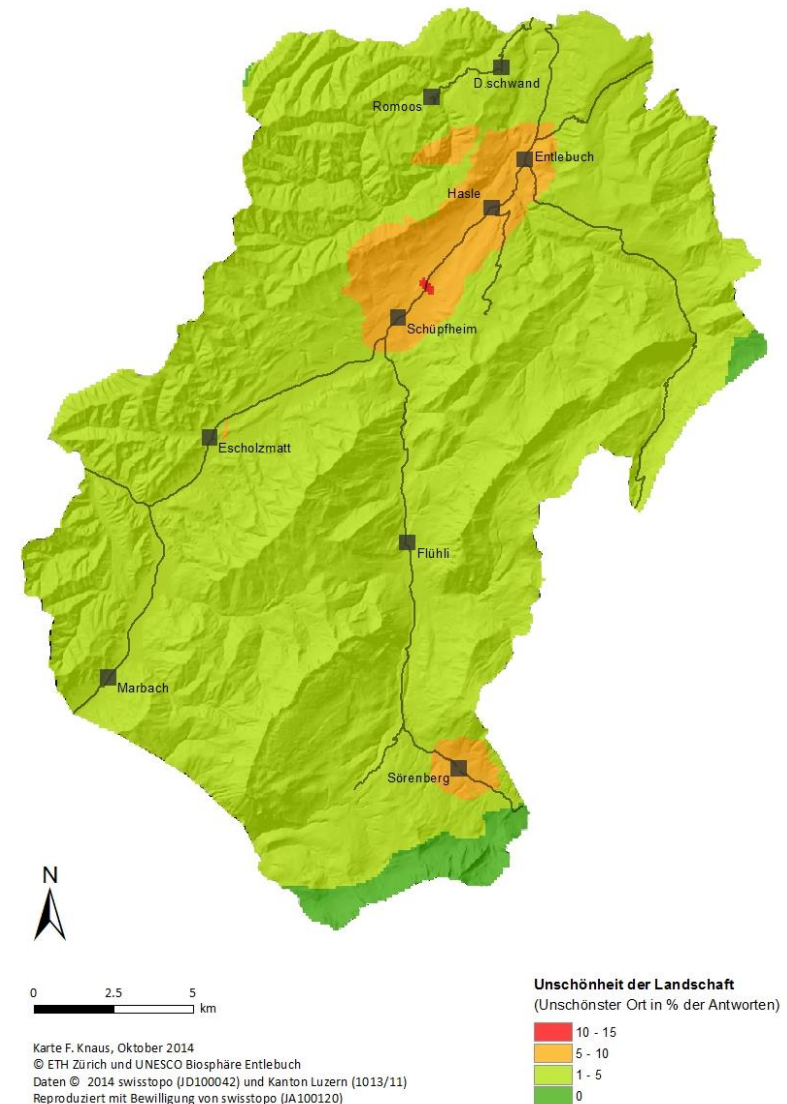 D.schwand
Romoos
Entlebuch
Hasle
Schüpfheim
Escholzmatt
Flühli
Marbach
Sörenberg
N
0 2.5 5
km
Unschönheit der Landschaft
(Unschönster Ort in % der Antworten)
10 - 15
5 - 10
1 - 5
0
Karte F. Knaus, Oktober 2014
© ETH Zürich und UNESCO Biosphäre Entlebuch
Daten © 2014 swisstopo (JD100042) und Kanton Luzern (1013/11)
Reproduziert mit Bewilligung von swisstopo (JA100120)